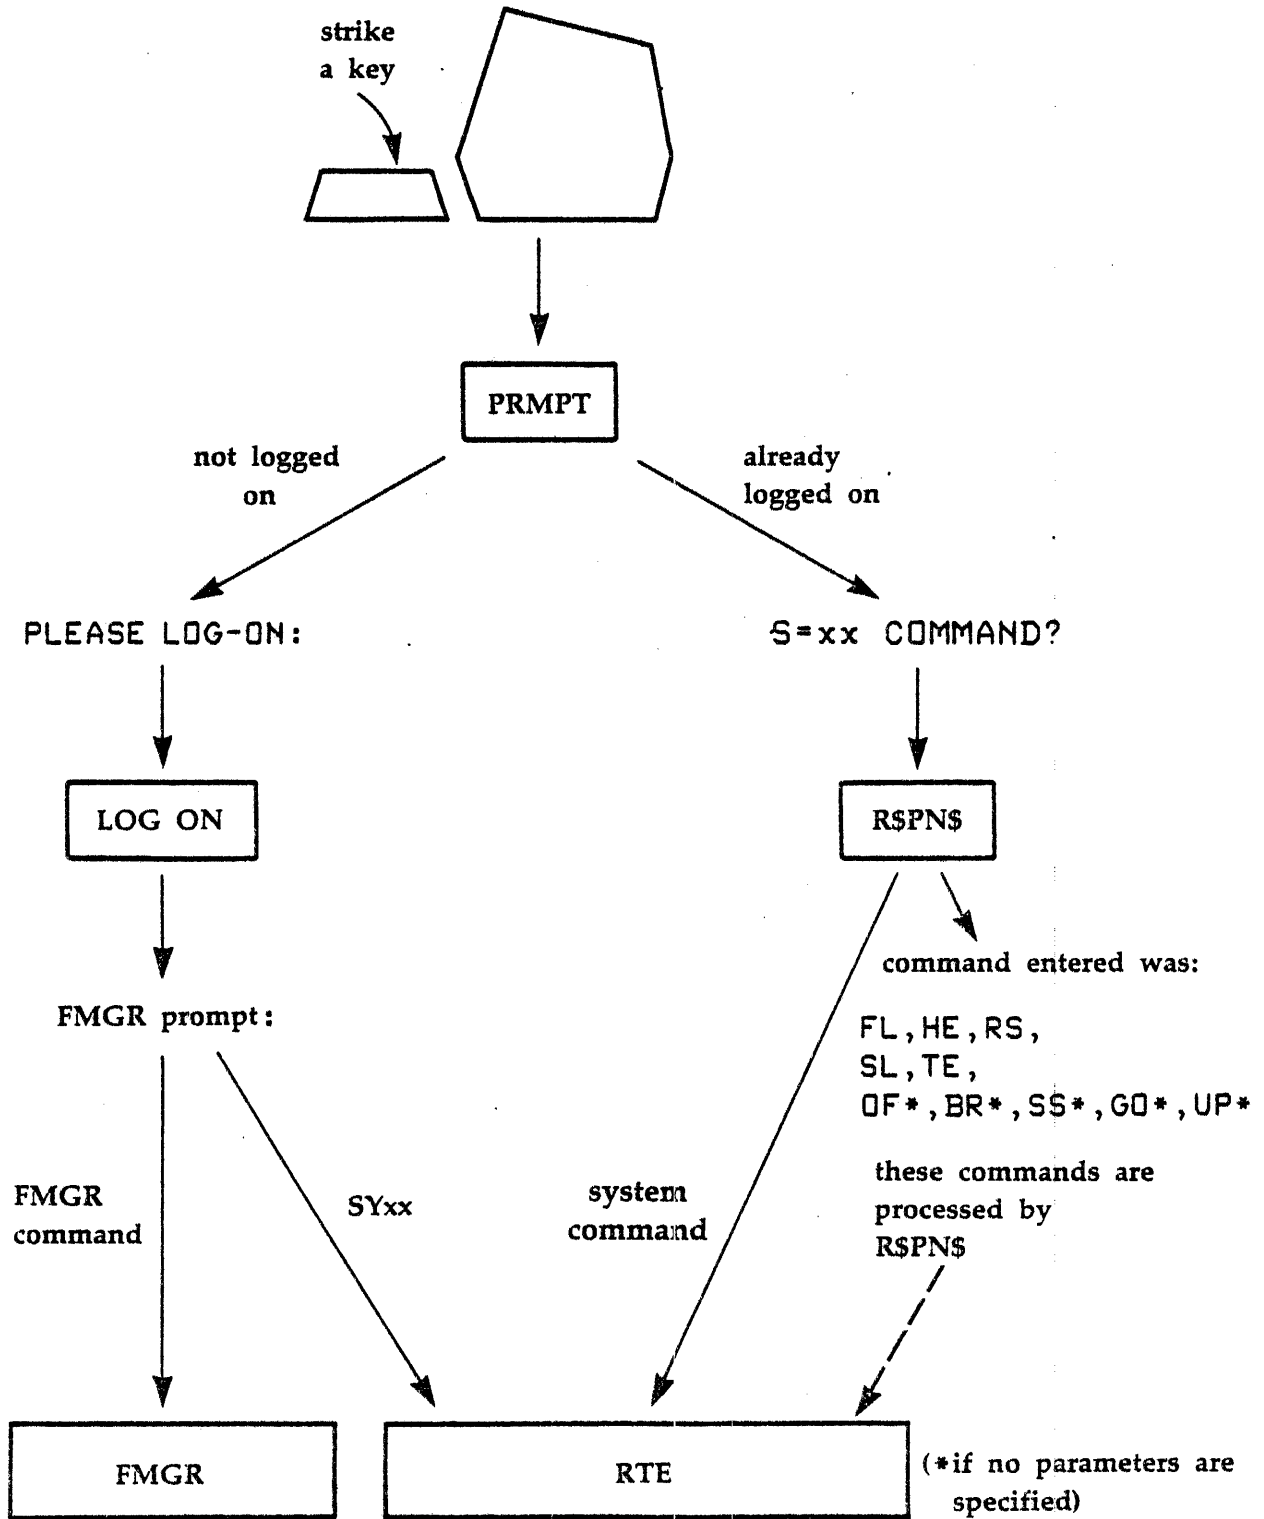 strike
a key
PRMPT
not logged
on
already
logged on
PLEASE LOG-ON:
S=xx COMMAND?
LOG ON
R$PN$
command entered was:
FMGR prompt:
FL,HE,RS,
SL,TE,
OF*,BR*,SS*,GO*,UP*
these commands are
processed by
R$PN$
FMGR
command
SYxx
system
command
FMGR
RTE
(*if no parameters are
specified)